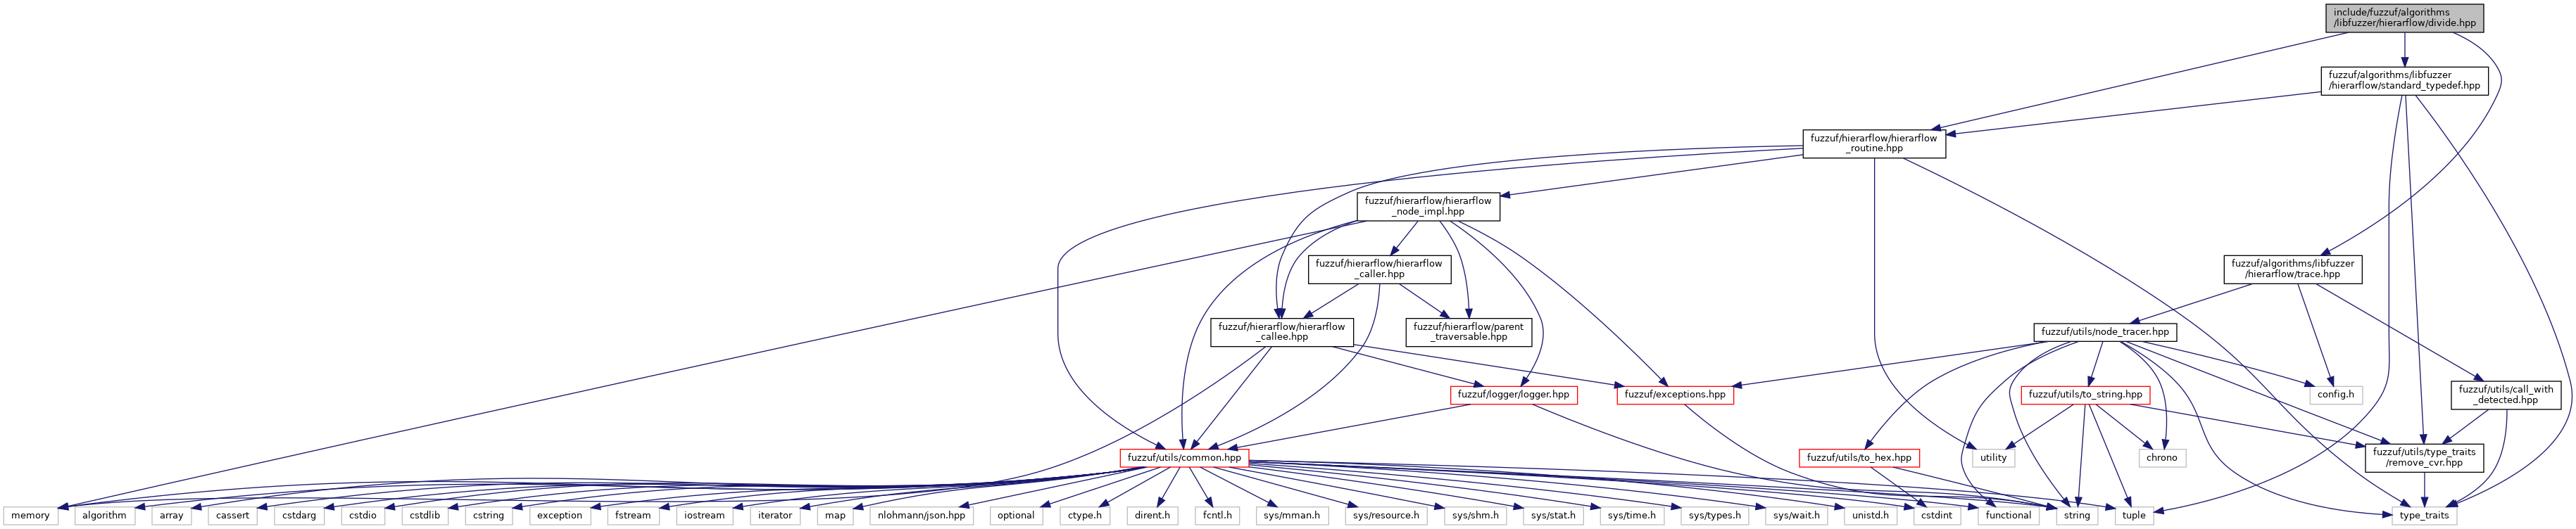 include/fuzzuf/algorithms
/libfuzzer/hierarflow/divide.hpp
fuzzuf/algorithms/libfuzzer
/hierarflow/standard_typedef.hpp
fuzzuf/hierarflow/hierarflow
_routine.hpp
fuzzuf/hierarflow/hierarflow
_node_impl.hpp
fuzzuf/hierarflow/hierarflow
_caller.hpp
fuzzuf/algorithms/libfuzzer
/hierarflow/trace.hpp
fuzzuf/hierarflow/hierarflow
_callee.hpp
fuzzuf/hierarflow/parent
_traversable.hpp
fuzzuf/utils/node_tracer.hpp
fuzzuf/logger/logger.hpp
fuzzuf/exceptions.hpp
fuzzuf/utils/to_string.hpp
config.h
fuzzuf/utils/call_with
_detected.hpp
fuzzuf/utils/common.hpp
fuzzuf/utils/to_hex.hpp
utility
chrono
fuzzuf/utils/type_traits
/remove_cvr.hpp
memory
algorithm
array
cassert
cstdarg
cstdio
cstdlib
cstring
exception
fstream
iostream
iterator
map
nlohmann/json.hpp
optional
ctype.h
dirent.h
fcntl.h
sys/mman.h
sys/resource.h
sys/shm.h
sys/stat.h
sys/time.h
sys/types.h
sys/wait.h
unistd.h
cstdint
functional
string
tuple
type_traits